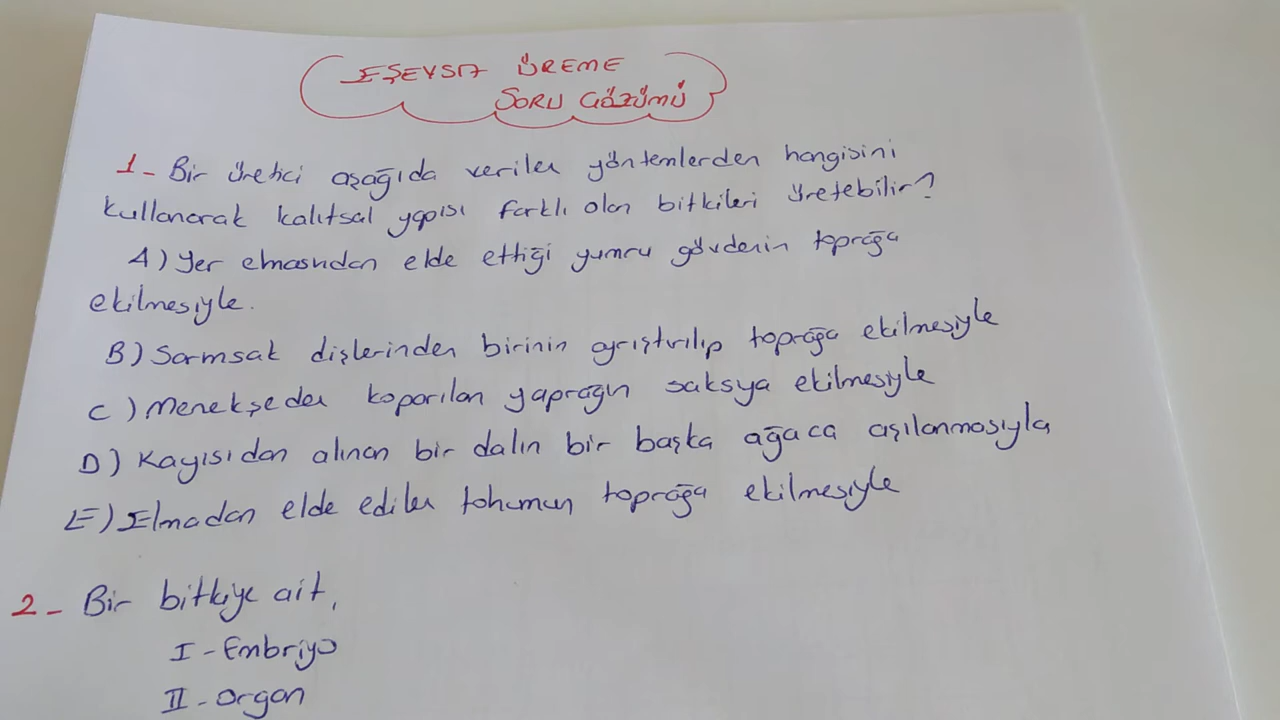 EŞEYSİZ ÜREME
SORU ÇÖZÜMÜ
1- Bir üretici aşağıda verilen yöntemlerden hangisini
kullanarak kalıtsal yapısı farklı olan bitkileri üretebilir?
A) Yer elmasından elde ettiği yumru gövdenin toprağa
ekilmesiyle.
B) Sarmısak dişlerinden birinin ayrıştırılıp toprağa ekilmesiyle
C) Menekşeden koparılan yaprağın saksıya ekilmesiyle
D) Kayısıdan alınan bir dalın bir başka ağaca aşılanmasıyla
E) Elmadan elde edilen tohumun toprağa ekilmesiyle
2- Bir bitkiye ait,
I - Embriyo
II - Organ